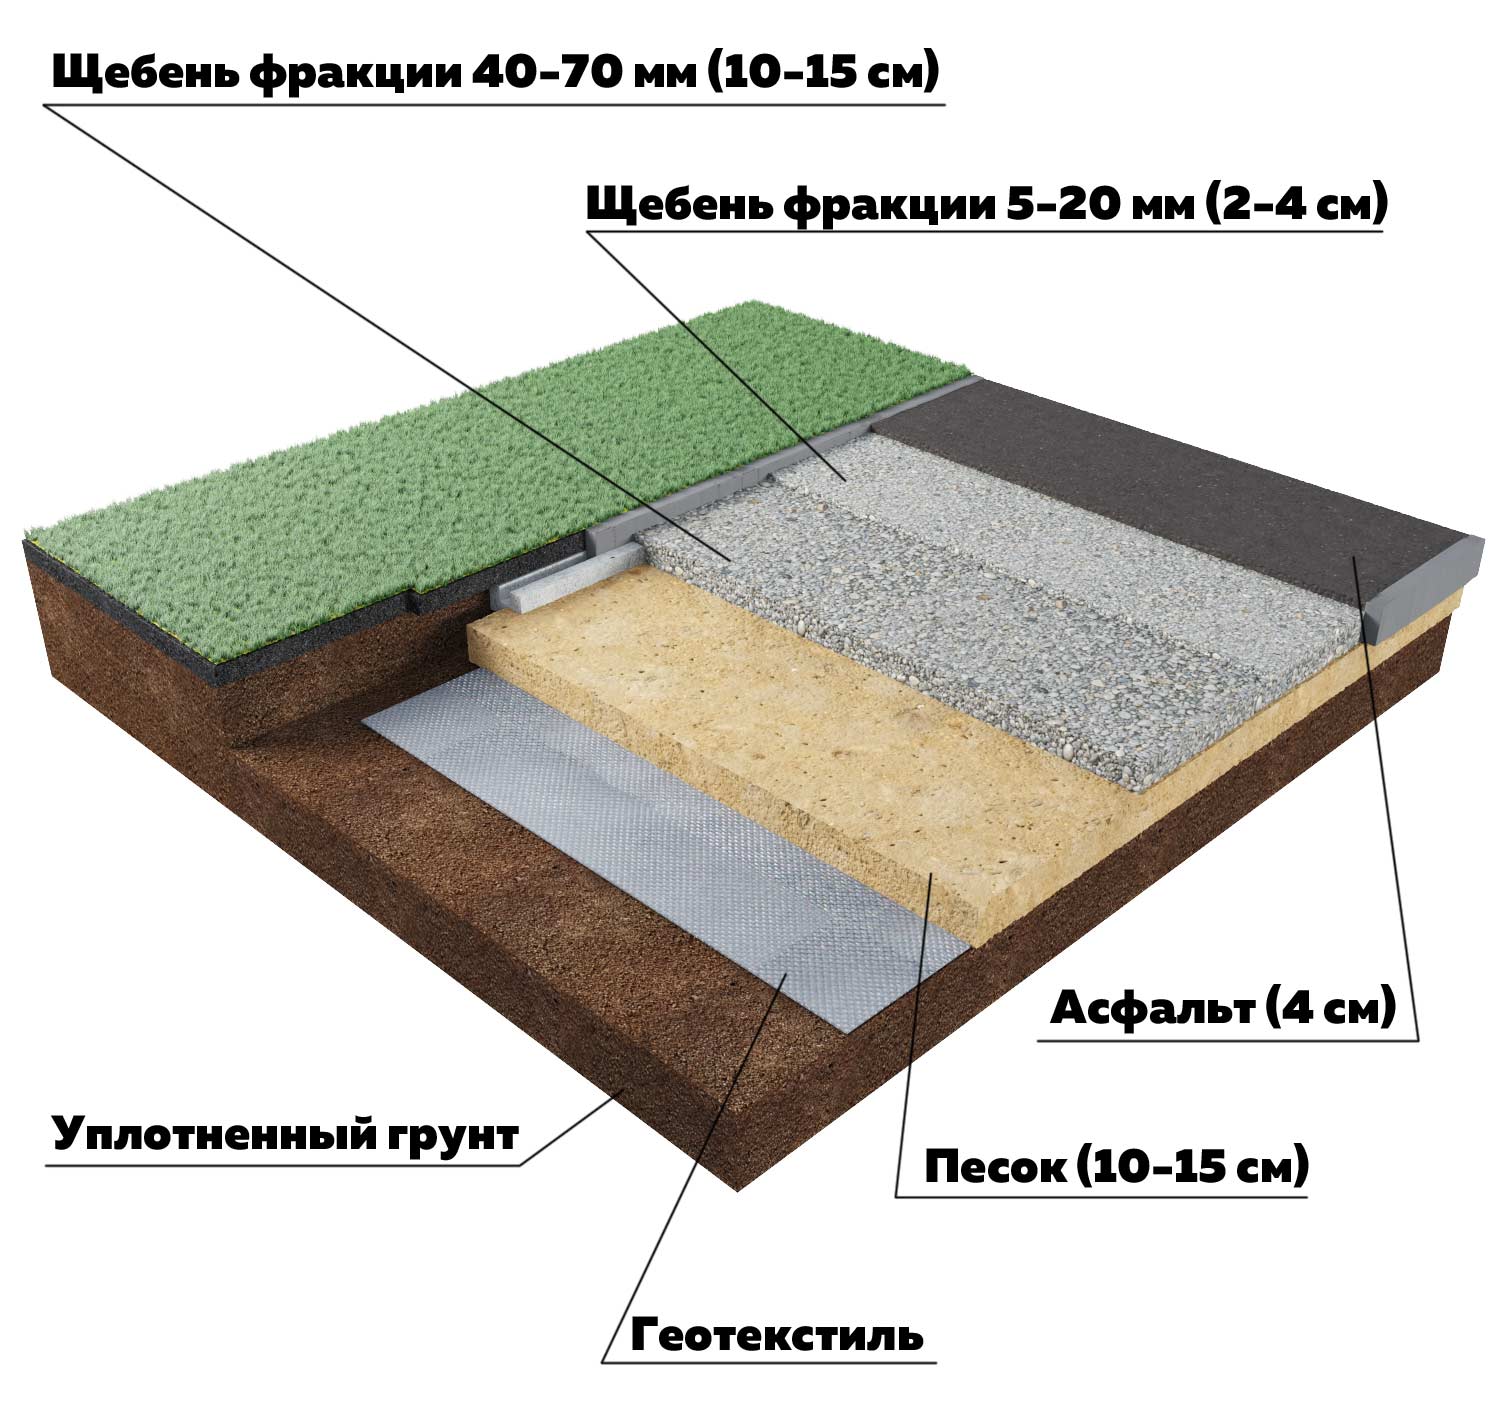 Щебень фракции 40-70 мм (10-15 см)
Щебень фракции 5-20 мм (2-4 см)
Асфальт (4 см)
Уплотненный грунт
Песок (10-15 см)
Геотекстиль